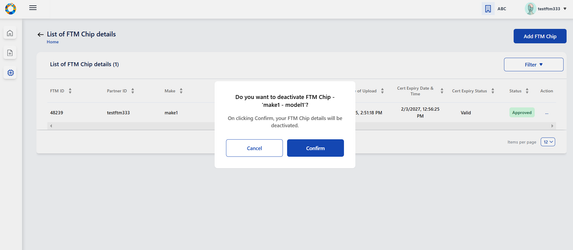 ABC
testftm333
List of FTM Chip details
Home
Add FTM Chip
List of FTM Chip details (1)
Filter
FTM ID
Partner ID
Make
of Upload
Cert Expiry Date &
Time
Cert Expiry Status
Status
Action
48239
testftm333
make1
5, 2:51:18 PM
2/3/2027, 12:56:25
PM
Valid
Approved
...
Do you want to deactivate FTM Chip -
'make1 - model1'?
On clicking Confirm, your FTM Chip details will be
deactivated.
Cancel
Confirm
Items per page
12